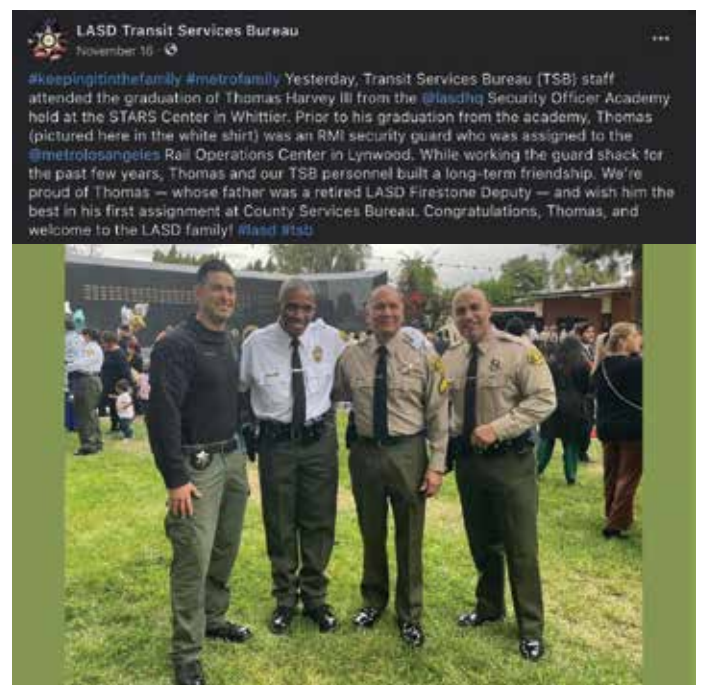 LASD Transit Services Bureau
November 16
#keepingitinthefamily #metrofamily Yesterday, Transit Services Bureau (TSB) staff
attended the graduation of Thomas Harvey III from the @lasdhq Security Officer Academy
held at the STARS Center in Whittier. Prior to his graduation from the academy, Thomas
(pictured here in the white shirt) was an RMI security guard who was assigned to the
@metrolosangeles Rail Operations Center in Lynwood. While working the guard shack for
the past few years, Thomas and our TSB personnel built a long-term friendship. We're
proud of Thomas — whose father was a retired LASD Firestone Deputy — and wish him the
best in his first assignment at County Services Bureau. Congratulations, Thomas, and
welcome to the LASD family! #lasd #tsb